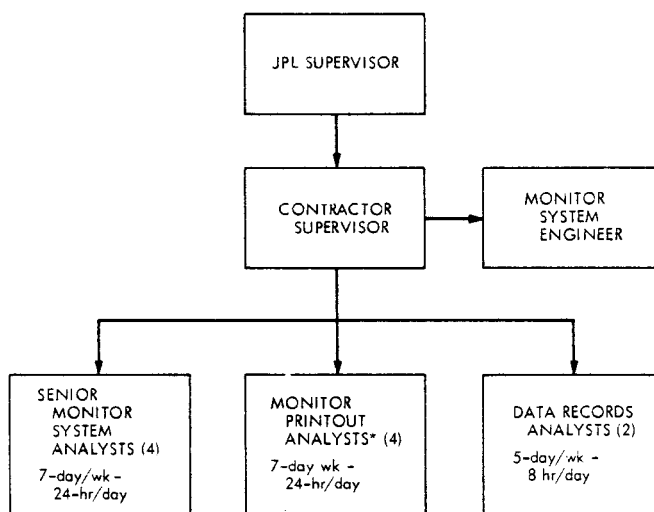 JPL SUPERVISOR
CONTRACTOR
SUPERVISOR
MONITOR
SYSTEM
ENGINEER
SENIOR
MONITOR
SYSTEM
ANALYSTS (4)
7-day/wk –
24-hr/day
MONITOR
PRINTOUT
ANALYSTS* (4)
7-day wk –
24-hr/day
DATA RECORDS
ANALYSTS (2)
5-day/wk –
8 hr/day